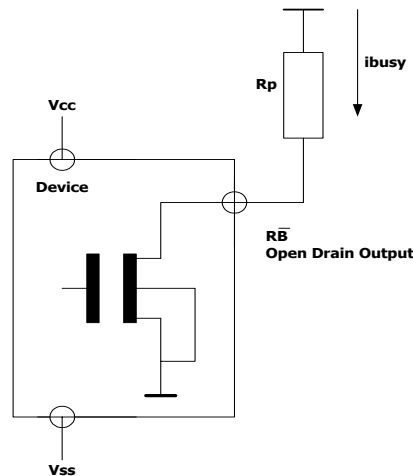 Rp
ibusy
Vcc
Device
RB̅
Open Drain Output
Vss